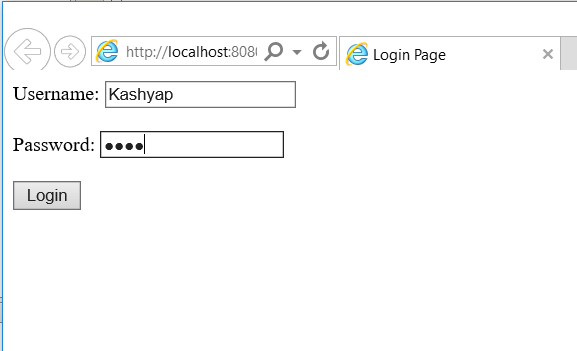 http://localhost:808
Login Page
Username: Kashyap
Password: ••••
Login